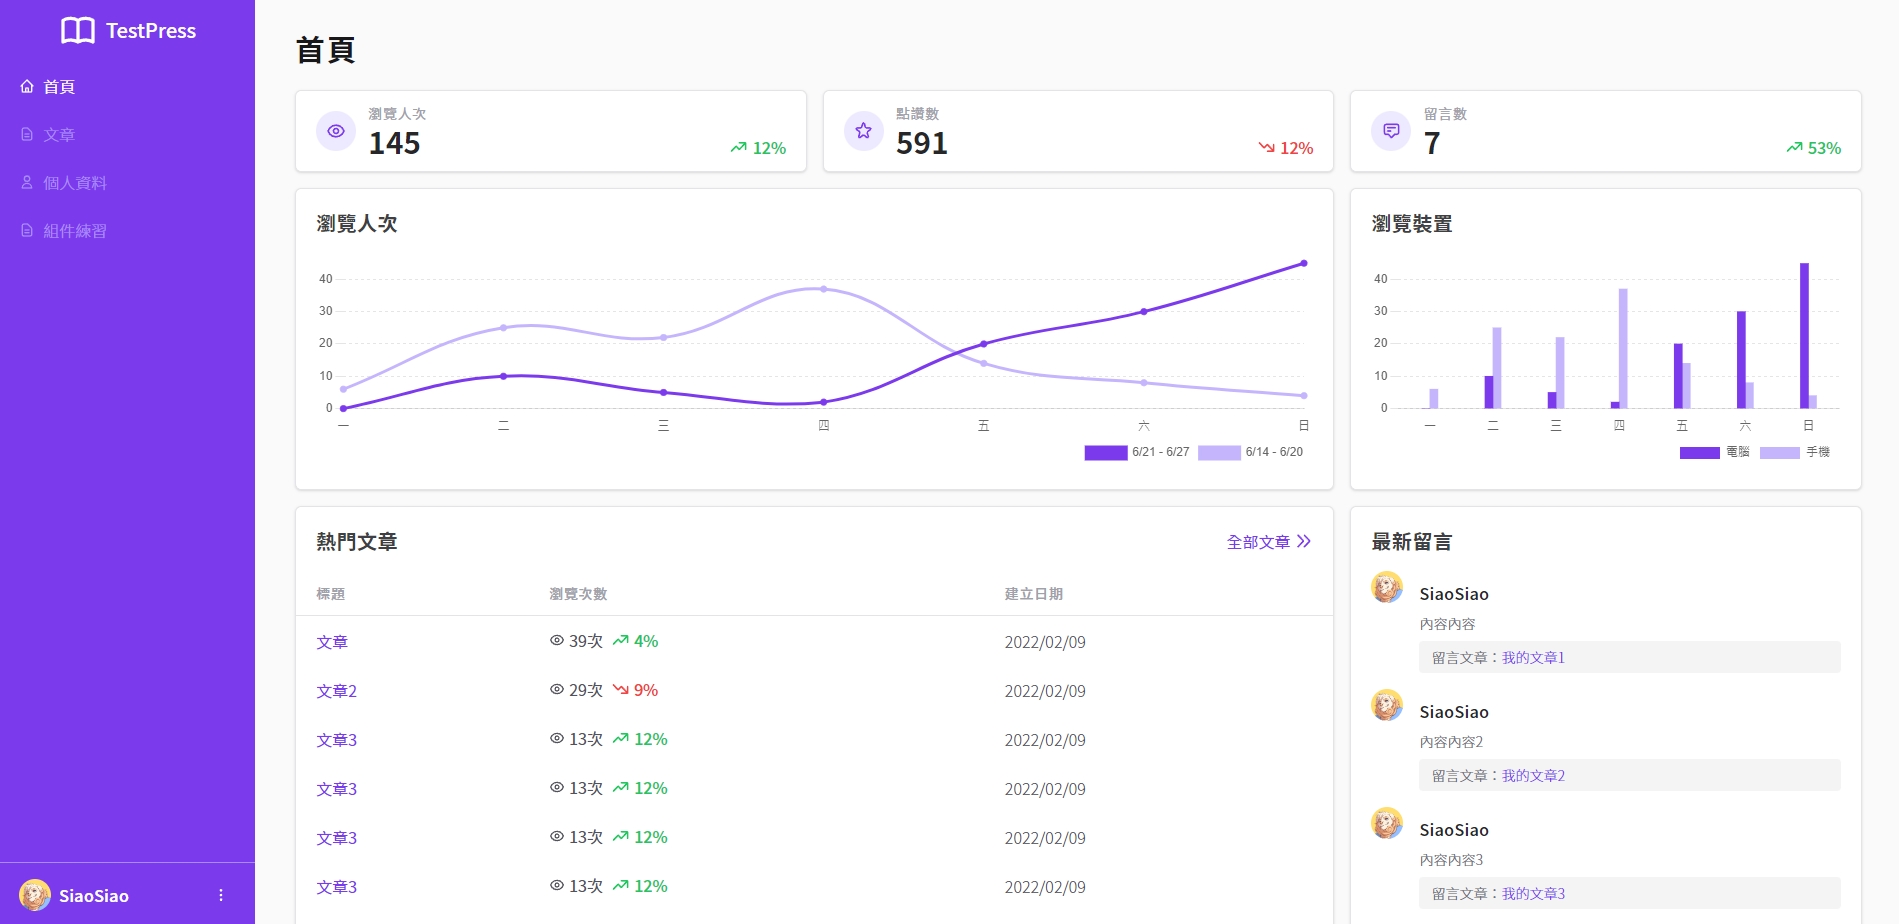 TestPress
首頁
文章
個人資料
組件練習
SiaoSiao
首頁
瀏覽人次
145
12%
點讚數
591
12%
留言數
7
53%
瀏覽人次
40
30
20
10
0
一 二 三 四 五 六 日
6/21 - 6/27 6/14 - 6/20
瀏覽裝置
40
30
20
10
0
一 二 三 四 五 六 日
電腦 手機
熱門文章 全部文章
標題 瀏覽次數 建立日期
文章 39次 4% 2022/02/09
文章2 29次 9% 2022/02/09
文章3 13次 12% 2022/02/09
文章3 13次 12% 2022/02/09
文章3 13次 12% 2022/02/09
文章3 13次 12% 2022/02/09
最新留言
SiaoSiao
內容內容
留言文章：我的文章1
SiaoSiao
內容內容2
留言文章：我的文章2
SiaoSiao
內容內容3
留言文章：我的文章3